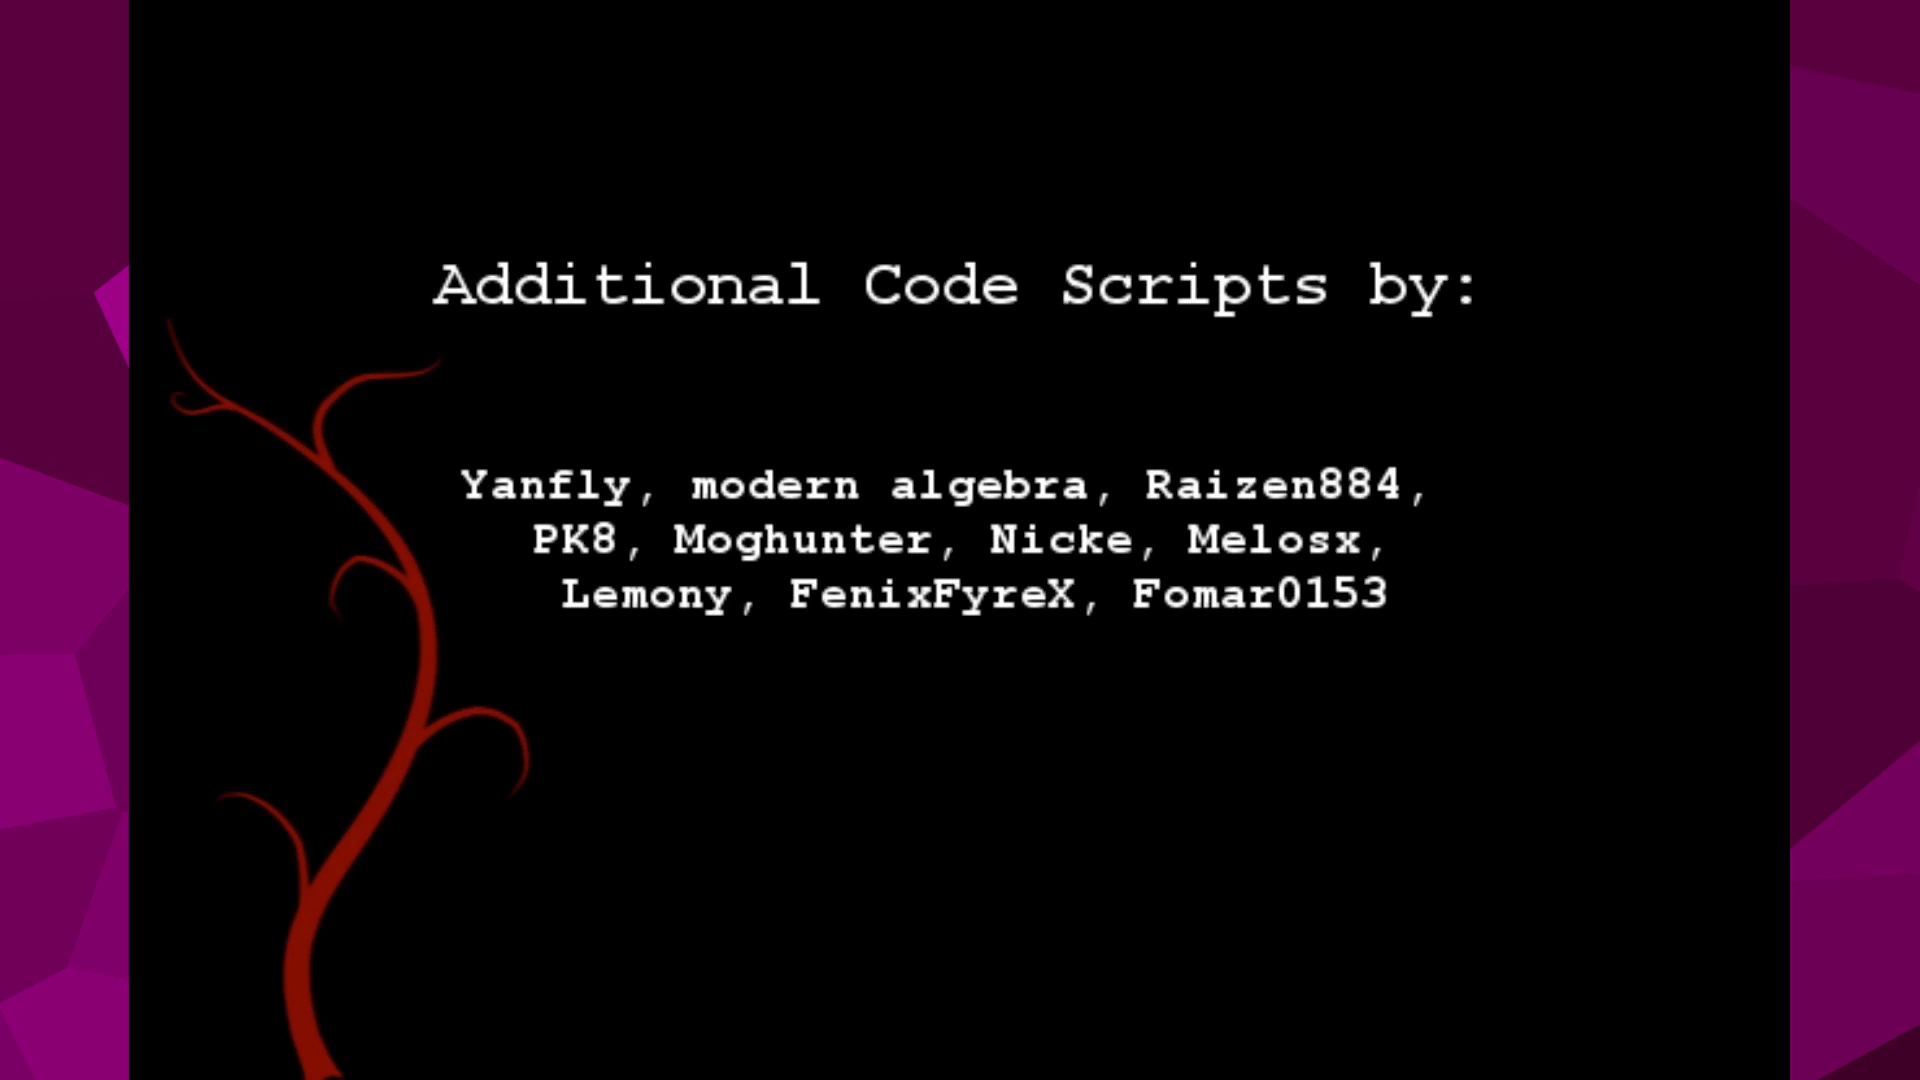 Additional Code Scripts by:
Yanfly, modern algebra, Raizen884,
PK8, Moghunter, Nicke, Melosx,
Lemony, FenixFyreX, Fomar0153